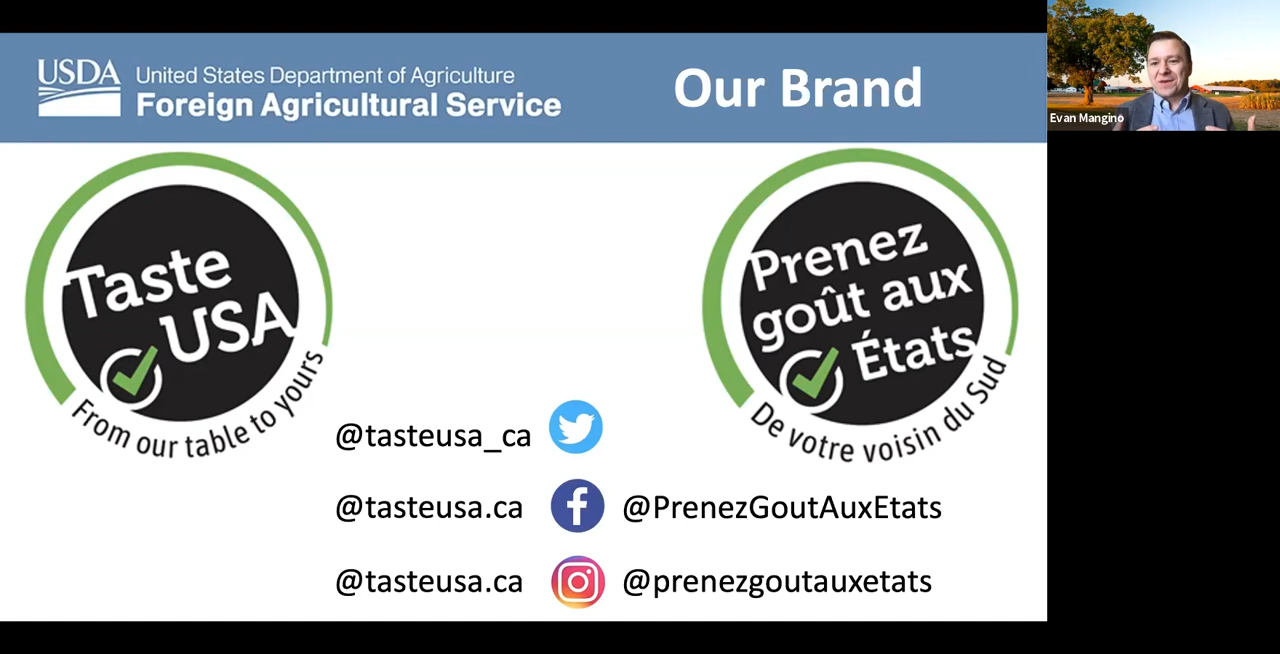 USDA
United States Department of Agriculture
Foreign Agricultural Service
Our Brand
Evan Mangino
Taste
USA
From our table to yours
Prenez
goût aux
États
De votre voisin du Sud
@tasteusa_ca
@tasteusa.ca
@PrenezGoutAuxEtats
@tasteusa.ca
@prenezgoutauxetats